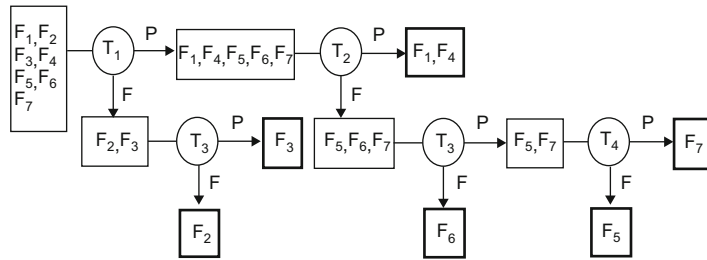 F₁,F₂
F₃,F₄
F₅,F₆
F₇
T₁
P
F₁,F₄,F₅,F₆,F₇
T₂
P
F₁,F₄
F
F
F₂,F₃
T₃
P
F₃
F₅,F₆,F₇
T₃
P
F₅,F₇
T₄
P
F₇
F
F
F
F₂
F₆
F₅